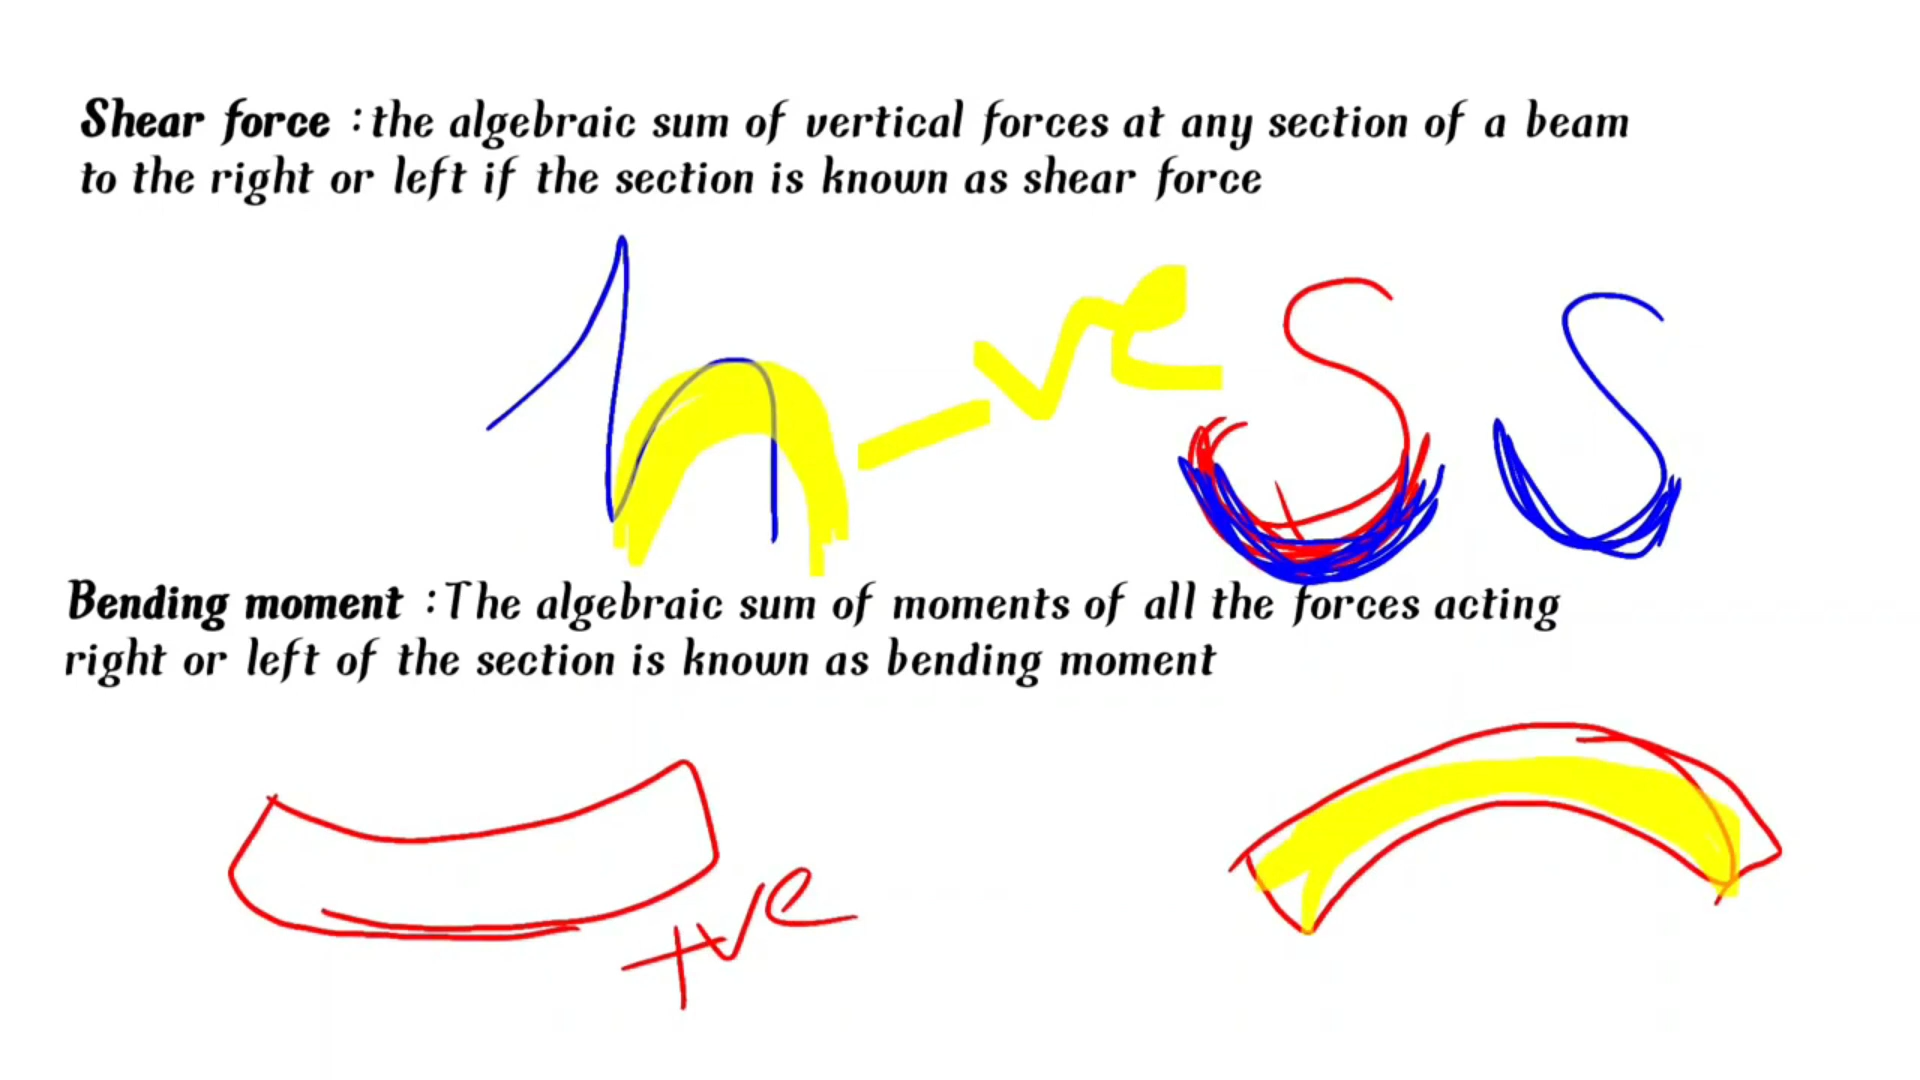 Shear force : the algebraic sum of vertical forces at any section of a beam
to the right or left if the section is known as shear force
h -ve S S
Bending moment : The algebraic sum of moments of all the forces acting
right or left of the section is known as bending moment
+ve